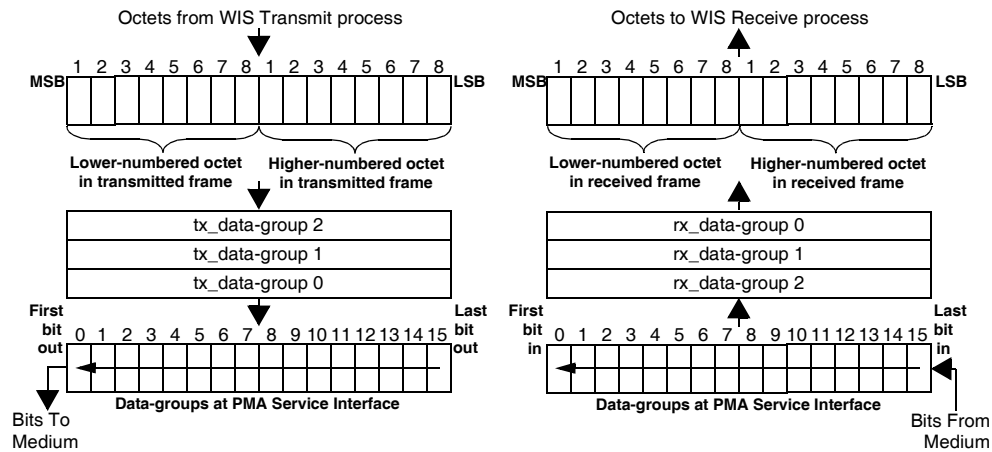 Octets from WIS Transmit process
1 2 3 4 5 6 7 8 1 2 3 4 5 6 7 8
MSB LSB
Lower-numbered octet
in transmitted frame
Higher-numbered octet
in transmitted frame
tx_data-group 2
tx_data-group 1
tx_data-group 0
First
bit
out
Last
bit
out
0 1 2 3 4 5 6 7 8 9 10 11 12 13 14 15
Data-groups at PMA Service Interface
Bits To
Medium
Octets to WIS Receive process
1 2 3 4 5 6 7 8 1 2 3 4 5 6 7 8
MSB LSB
Lower-numbered octet
in received frame
Higher-numbered octet
in received frame
rx_data-group 0
rx_data-group 1
rx_data-group 2
First
bit
in
Last
bit
in
0 1 2 3 4 5 6 7 8 9 10 11 12 13 14 15
Data-groups at PMA Service Interface
Bits From
Medium